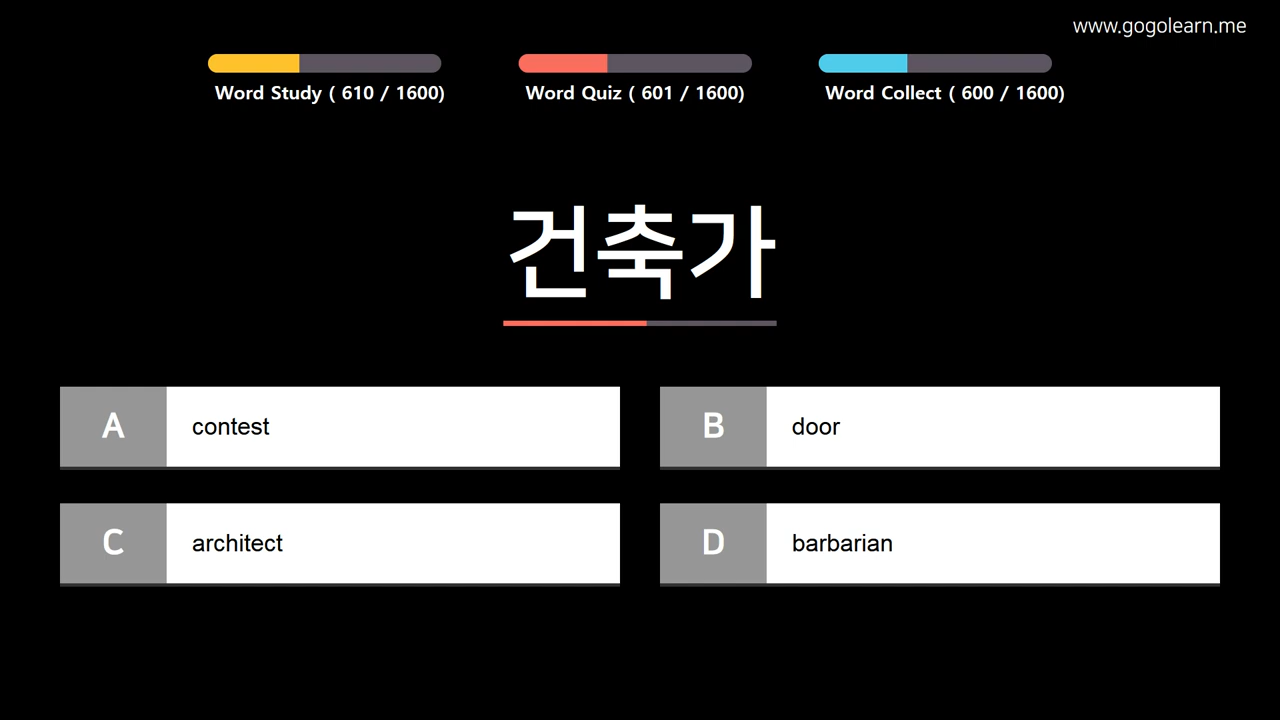 www.gogolearn.me
Word Study ( 610 / 1600)
Word Quiz ( 601 / 1600)
Word Collect ( 600 / 1600)
건축가
A contest
B door
C architect
D barbarian